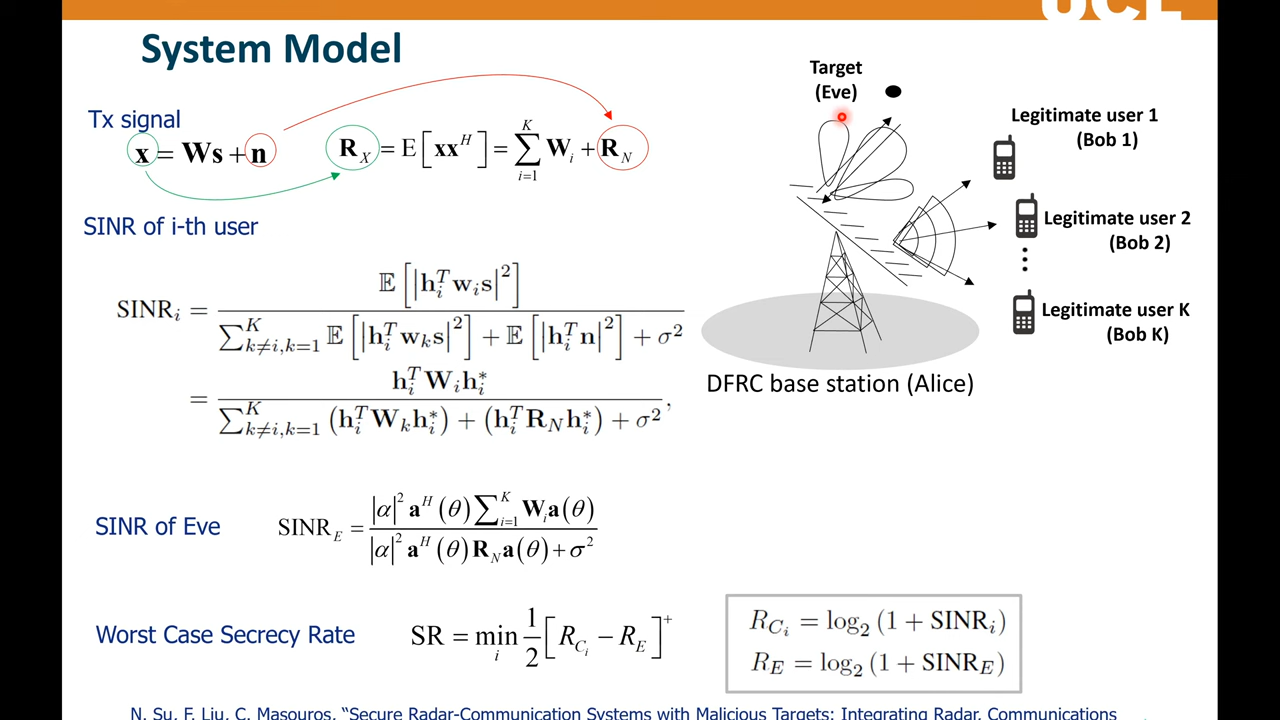 UCL
System Model
Tx signal
x = Ws + n
R_X = E[xx^H] = ∑_{i=1}^{K} W_i + R_N
SINR of i-th user
SINR_i = 𝔼[|h_i^T w_i s|^2] / (∑_{k≠i,k=1}^{K} 𝔼[|h_i^T w_k s|^2] + 𝔼[|h_i^T n|^2] + σ^2)
= h_i^T W_i h_i^* / (∑_{k≠i,k=1}^{K} (h_i^T W_k h_i^*) + (h_i^T R_N h_i^*) + σ^2),
SINR of Eve
SINR_E = |α|^2 a^H(θ) ∑_{i=1}^{K} W_i a(θ) / (|α|^2 a^H(θ) R_N a(θ) + σ^2)
Worst Case Secrecy Rate
SR = min_i 1/2 [R_{C_i} − R_E]^+
R_{C_i} = log_2 (1 + SINR_i)
R_E = log_2 (1 + SINR_E)
Target
(Eve)
Legitimate user 1
(Bob 1)
Legitimate user 2
(Bob 2)
⋮
Legitimate user K
(Bob K)
DFRC base station (Alice)
N. Su, F. Liu, C. Masouros, “Secure Radar-Communication Systems with Malicious Targets: Integrating Radar, Communications